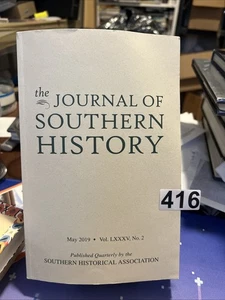 the
JOURNAL OF
SOUTHERN
HISTORY
416
May 2019 • Vol. LXXXV, No. 2
Published Quarterly by the
SOUTHERN HISTORICAL ASSOCIATION